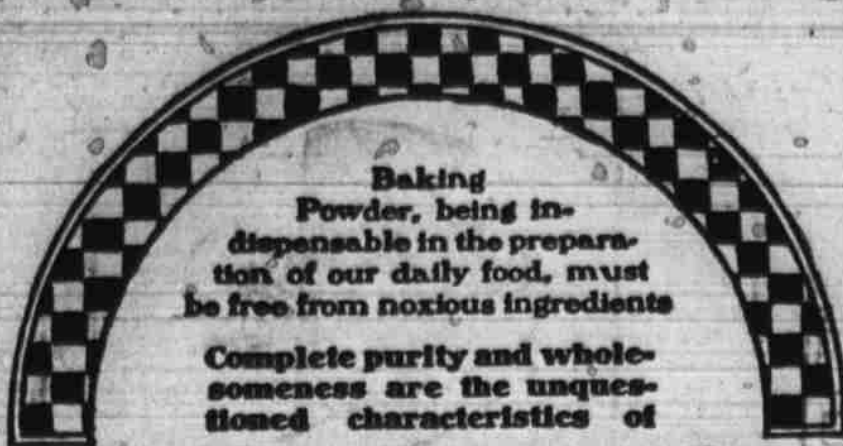 Baking
Powder, being in-
dispensable in the prepara-
tion of our daily food, must
be free from noxious ingredients
Complete purity and whole-
someness are the unques-
tioned characteristics of